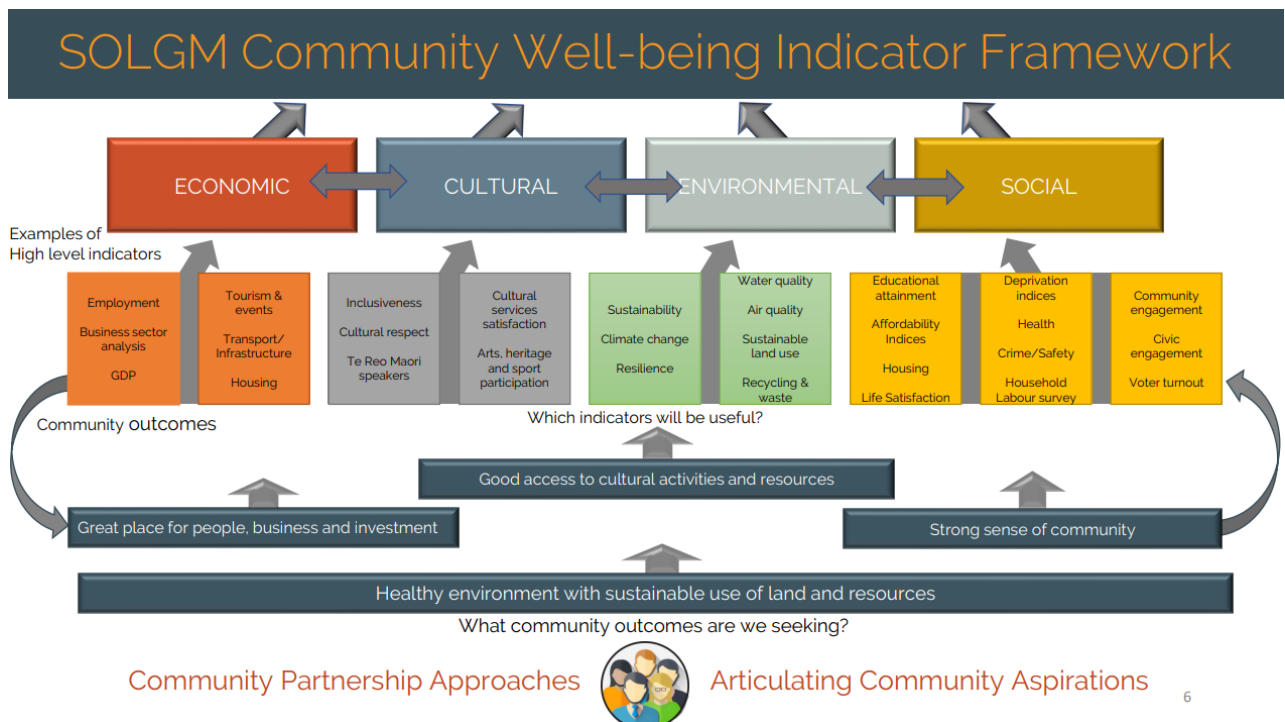 SOLGM Community Well-being Indicator Framework
ECONOMIC
CULTURAL
ENVIRONMENTAL
SOCIAL
Examples of
High level indicators
Employment
Business sector
analysis
GDP
Tourism &
events
Transport/
Infrastructure
Housing
Inclusiveness
Cultural respect
Te Reo Maori
speakers
Cultural
services
satisfaction
Arts, heritage
and sport
participation
Sustainability
Climate change
Resilience
Water quality
Air quality
Sustainable
land use
Recycling &
waste
Educational
attainment
Affordability
Indices
Housing
Life Satisfaction
Deprivation
indices
Health
Crime/Safety
Household
Labour survey
Community
engagement
Civic
engagement
Voter turnout
Community outcomes
Which indicators will be useful?
Good access to cultural activities and resources
Great place for people, business and investment
Strong sense of community
Healthy environment with sustainable use of land and resources
What community outcomes are we seeking?
Community Partnership Approaches
Articulating Community Aspirations
6